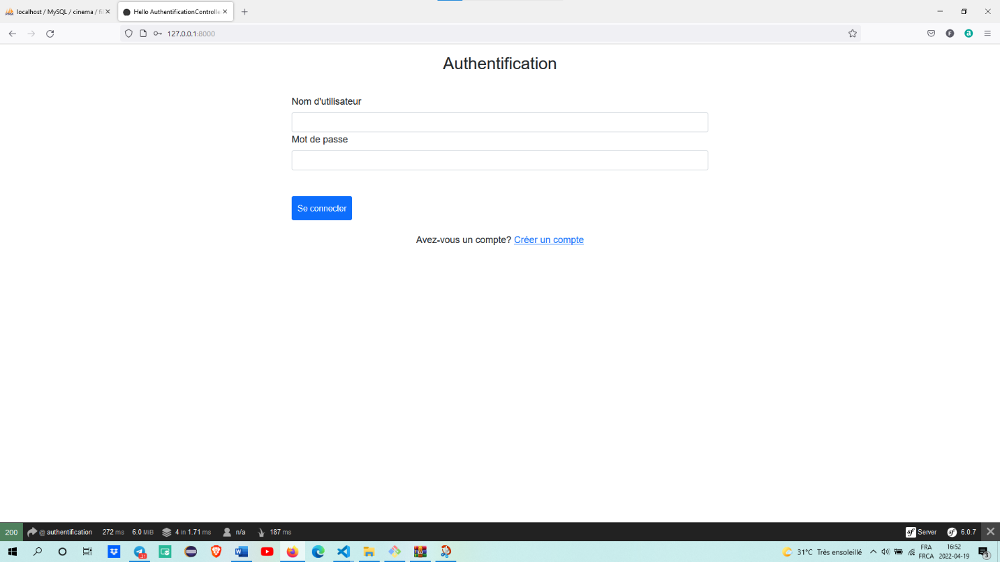 localhost / MySQL / cinema / fi
Hello AuthentificationControlle
127.0.0.1:8000
Authentification
Nom d'utilisateur
Mot de passe
Se connecter
Avez-vous un compte? Créer un compte
200 @ authentification 272 ms 6.0 MiB 4 in 1.71 ms n/a 187 ms Server 6.0.7
31°C Très ensoleillé FRA 16:52
FRCA 2022-04-19 3